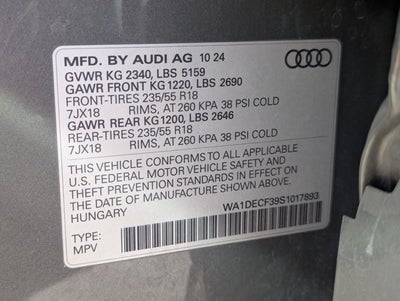 MFD. BY AUDI AG 10 24
GVWR KG 2340, LBS 5159
GAWR FRONT KG 1220, LBS 2690
FRONT-TIRES 235/55 R18
7JX18 RIMS, AT 260 KPA 38 PSI COLD
GAWR REAR KG1200, LBS 2646
REAR-TIRES 235/55 R18
7JX18 RIMS, AT 260 KPA 38 PSI COLD
THIS VEHICLE CONFORMS TO ALL APPLICABLE
U.S. FEDERAL MOTOR VEHICLE SAFETY AND
THEFT PREVENTION STANDARDS IN EFFECT ON
THE DATE OF MANUFACTURE SHOWN ABOVE.
HUNGARY
WA1DECF39S1017893
TYPE:
MPV